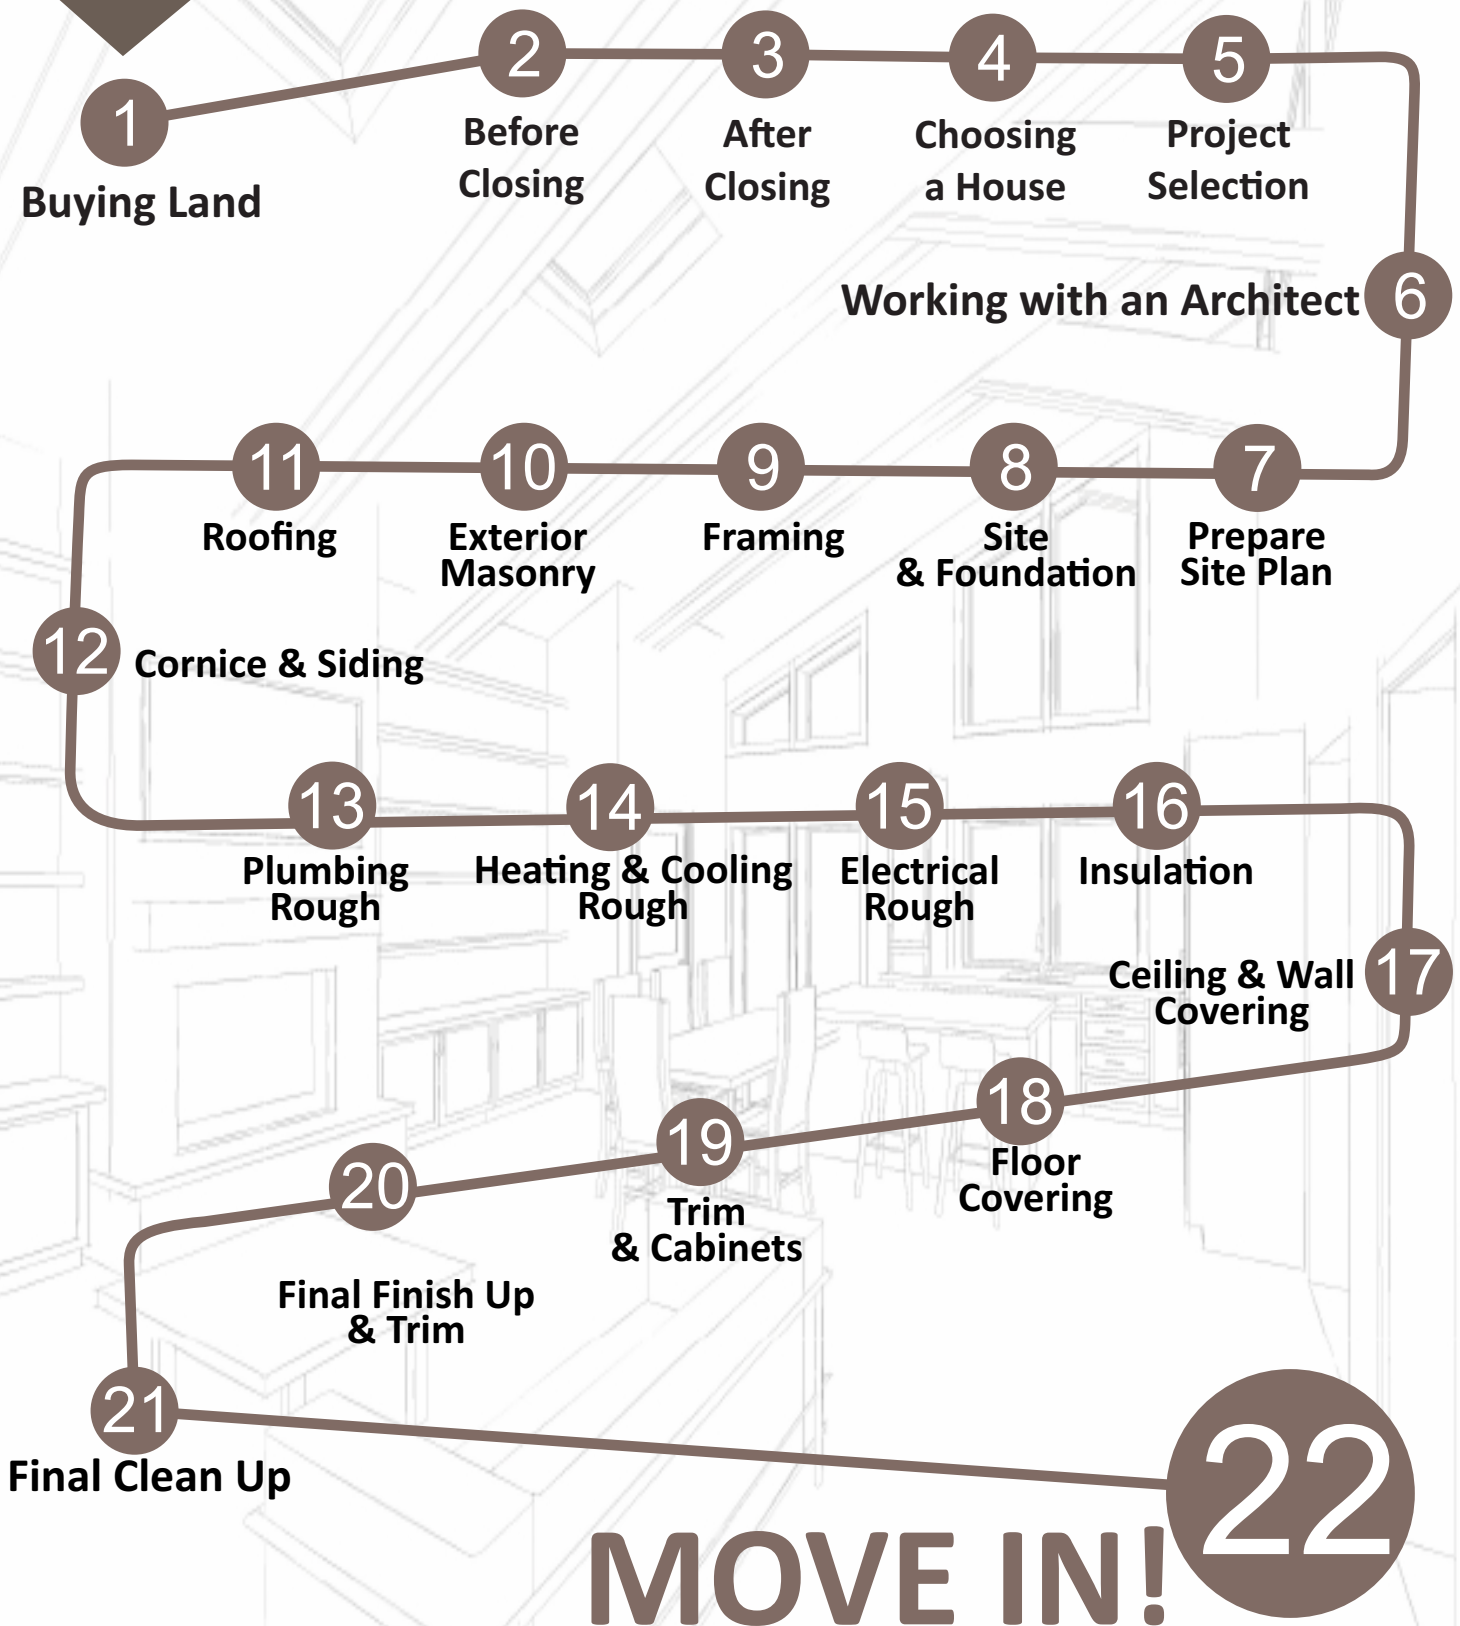 1
Buying Land
2
Before
Closing
3
After
Closing
4
Choosing
a House
5
Project
Selection
6
Working with an Architect
7
Prepare
Site Plan
8
Site
& Foundation
9
Framing
10
Exterior
Masonry
11
Roofing
12
Cornice & Siding
13
Plumbing
Rough
14
Heating & Cooling
Rough
15
Electrical
Rough
16
Insulation
17
Ceiling & Wall
Covering
18
Floor
Covering
19
Trim
& Cabinets
20
Final Finish Up
& Trim
21
Final Clean Up
22
MOVE IN!